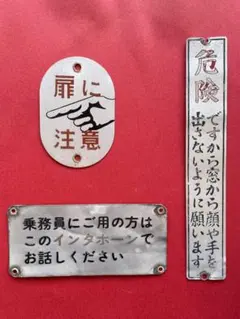 扉に
注意
危険
ですから窓から顔や手を
出さないように願います
乗務員にご用の方は
このインタホーンで
お話しください